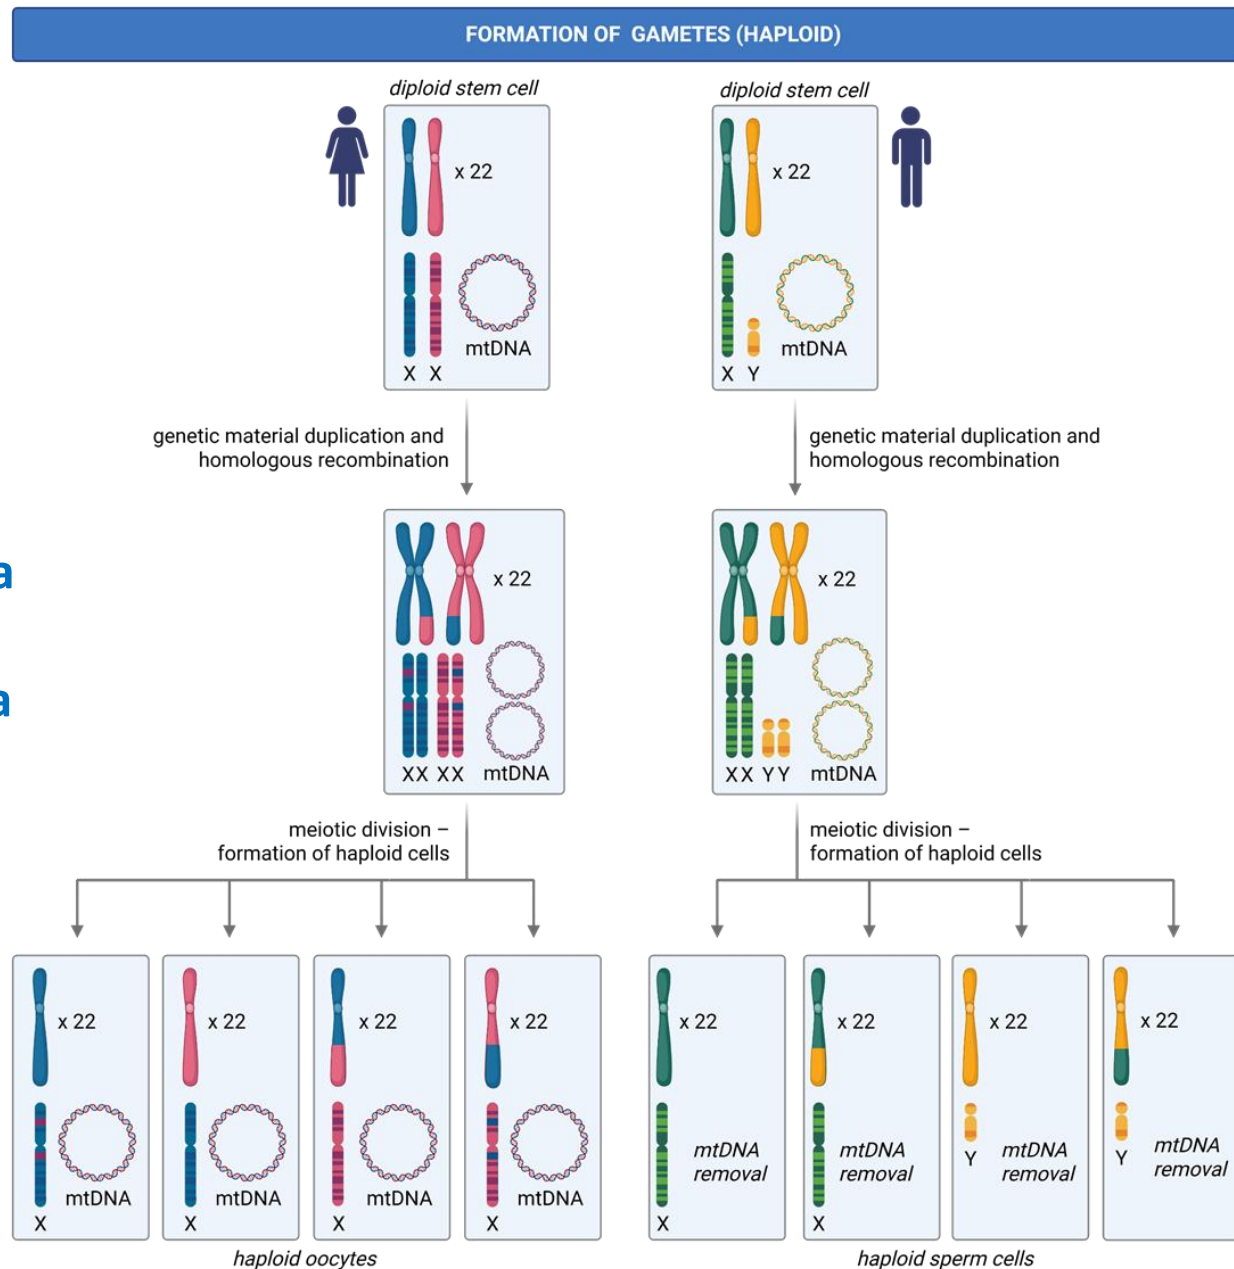 FORMATION OF GAMETES (HAPLOID)
diploid stem cell
diploid stem cell
x 22
x 22
mtDNA
X X
mtDNA
X Y
genetic material duplication and
homologous recombination
genetic material duplication and
homologous recombination
a
a
x 22
x 22
XX XX mtDNA
XX YY mtDNA
meiotic division –
formation of haploid cells
meiotic division –
formation of haploid cells
x 22
x 22
x 22
x 22
x 22
x 22
x 22
x 22
mtDNA
X
mtDNA
X
mtDNA
X
mtDNA
X
mtDNA
removal
X
mtDNA
removal
X
Y
mtDNA
removal
Y
mtDNA
removal
haploid oocytes
haploid sperm cells